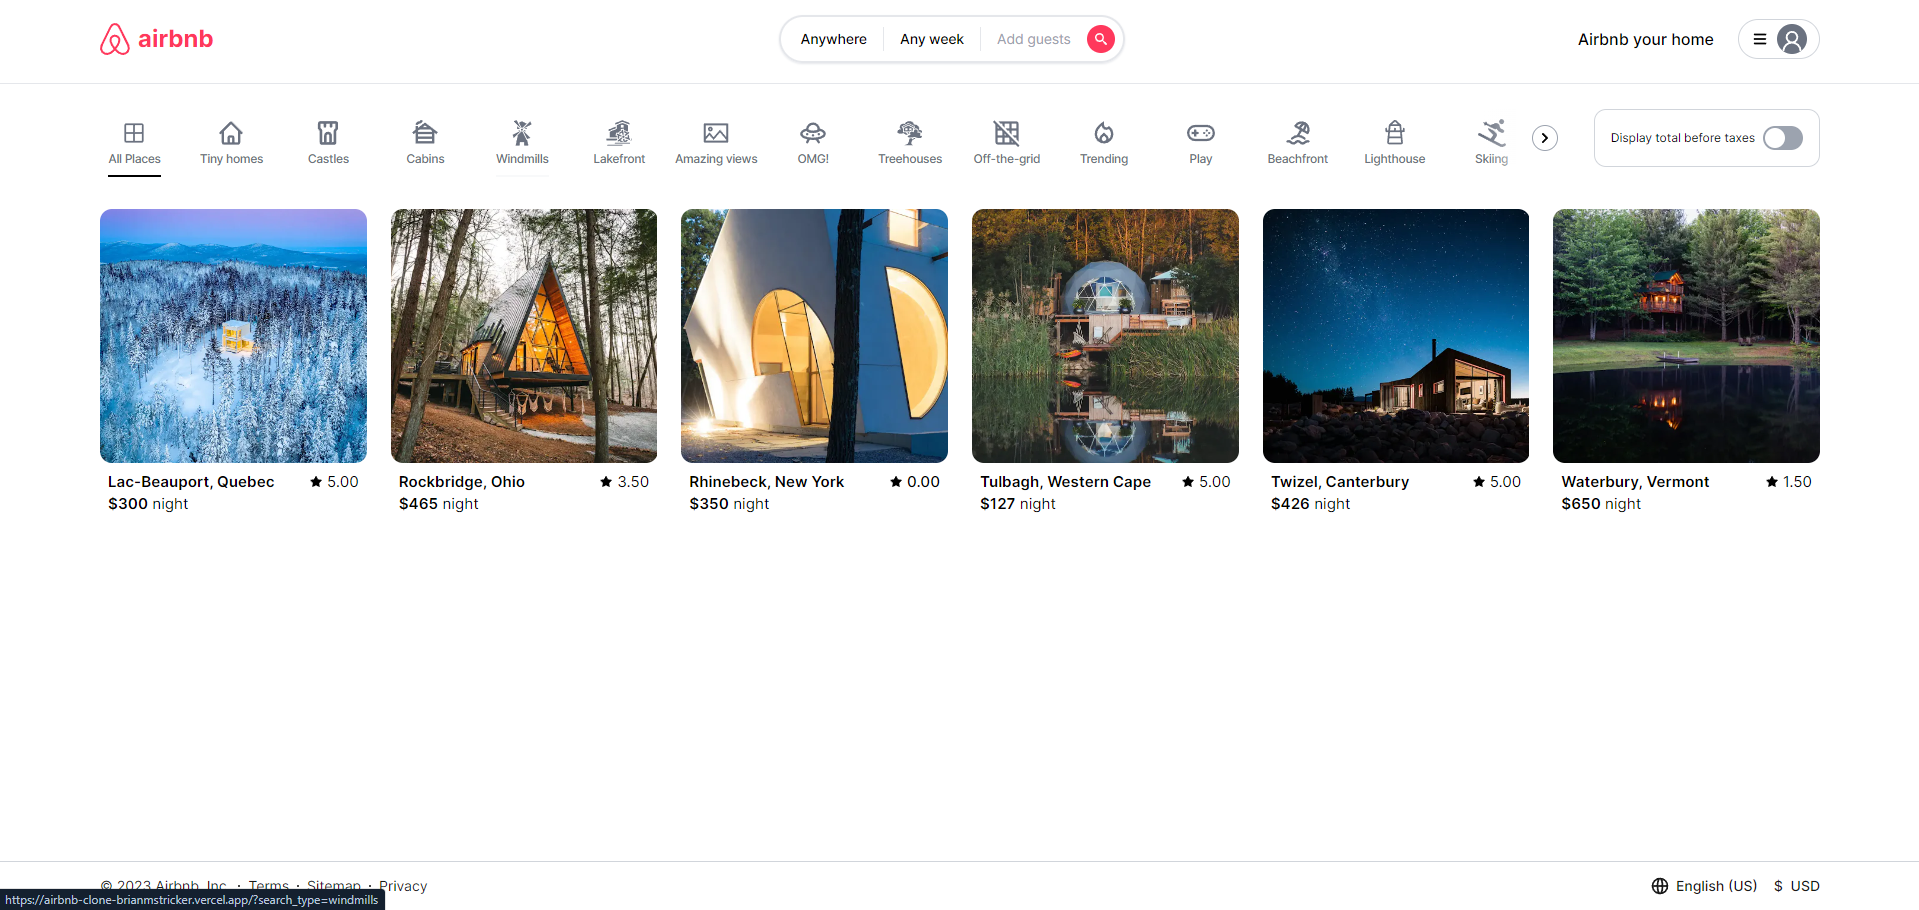 airbnb
Anywhere
Any week
Add guests
Airbnb your home
All Places
Tiny homes
Castles
Cabins
Windmills
Lakefront
Amazing views
OMG!
Treehouses
Off-the-grid
Trending
Play
Beachfront
Lighthouse
Skiing
Display total before taxes
Lac-Beauport, Quebec 5.00
$300 night
Rockbridge, Ohio 3.50
$465 night
Rhinebeck, New York 0.00
$350 night
Tulbagh, Western Cape 5.00
$127 night
Twizel, Canterbury 5.00
$426 night
Waterbury, Vermont 1.50
$650 night
© 2023 Airbnb, Inc. · Terms · Sitemap · Privacy
English (US) $ USD
https://airbnb-clone-brianmstricker.vercel.app/?search_type=windmills